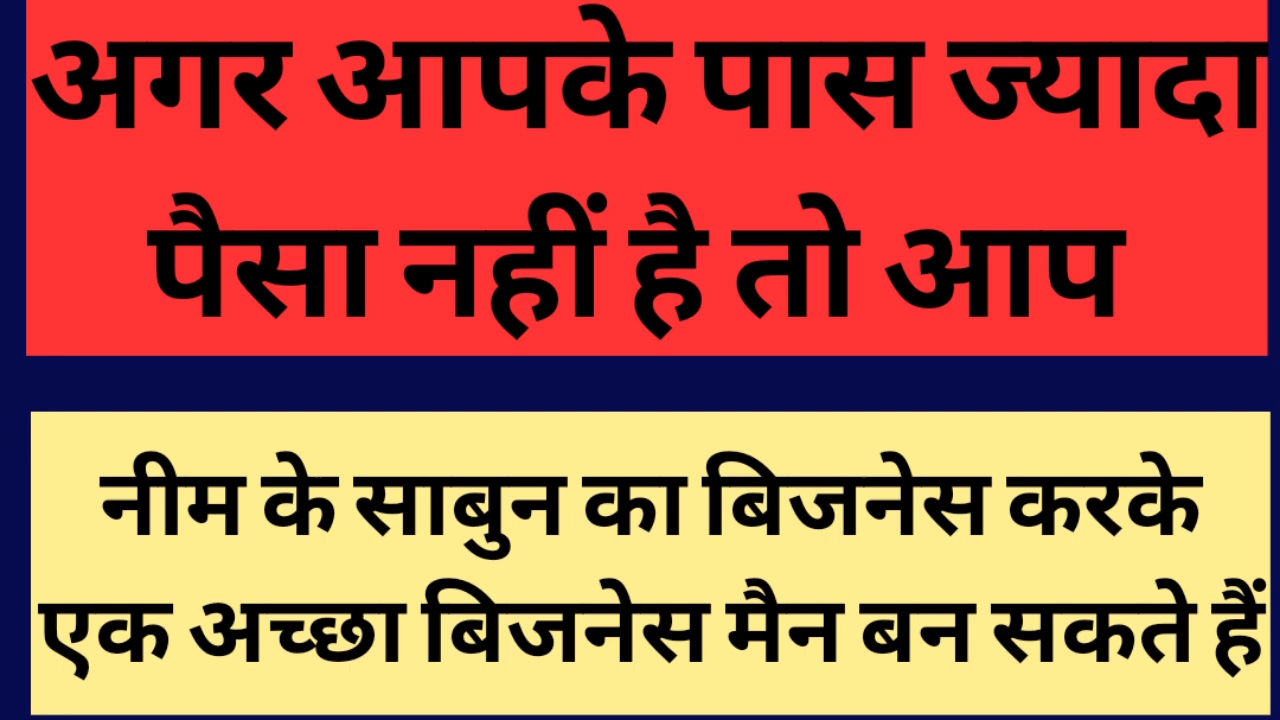 अगर आपके पास ज्यादा
पैसा नहीं है तो आप
नीम के साबुन का बिजनेस करके
एक अच्छा बिजनेस मैन बन सकते हैं